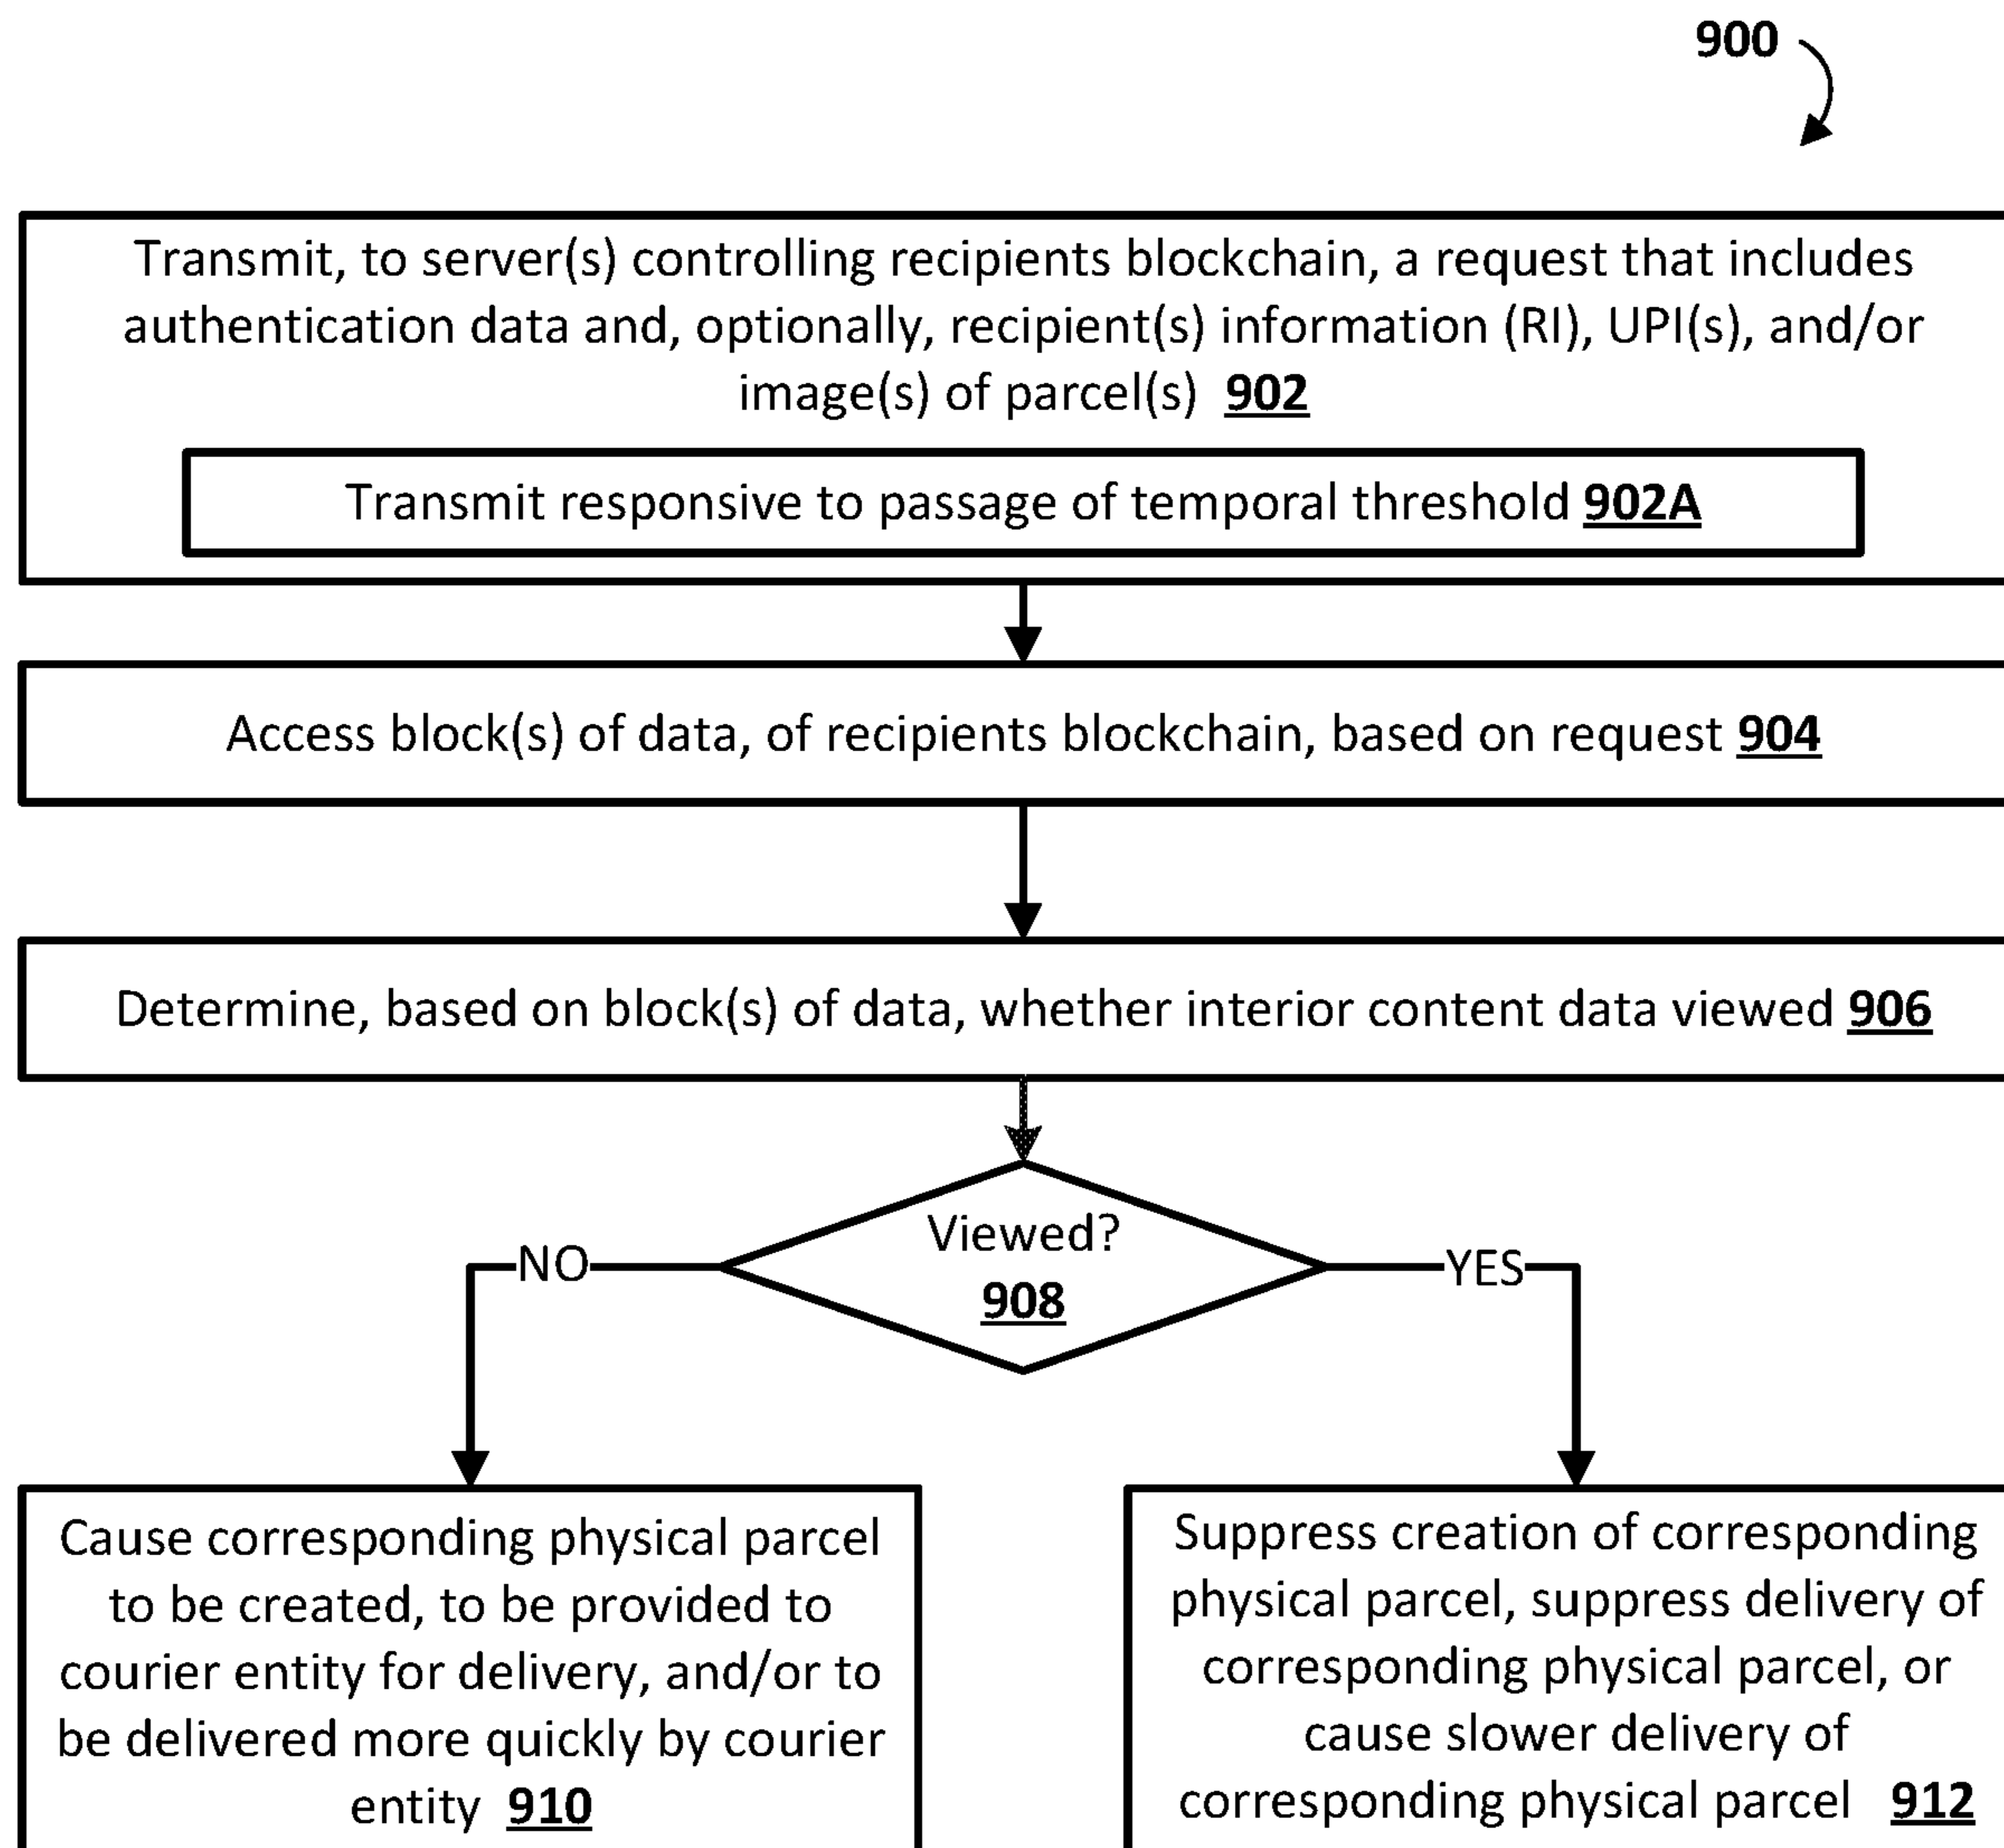 900
Transmit, to server(s) controlling recipients blockchain, a request that includes
authentication data and, optionally, recipient(s) information (RI), UPI(s), and/or
image(s) of parcel(s) 902
Transmit responsive to passage of temporal threshold 902A
Access block(s) of data, of recipients blockchain, based on request 904
Determine, based on block(s) of data, whether interior content data viewed 906
Viewed?
908
NO
YES
Cause corresponding physical parcel
to be created, to be provided to
courier entity for delivery, and/or to
be delivered more quickly by courier
entity 910
Suppress creation of corresponding
physical parcel, suppress delivery of
corresponding physical parcel, or
cause slower delivery of
corresponding physical parcel 912